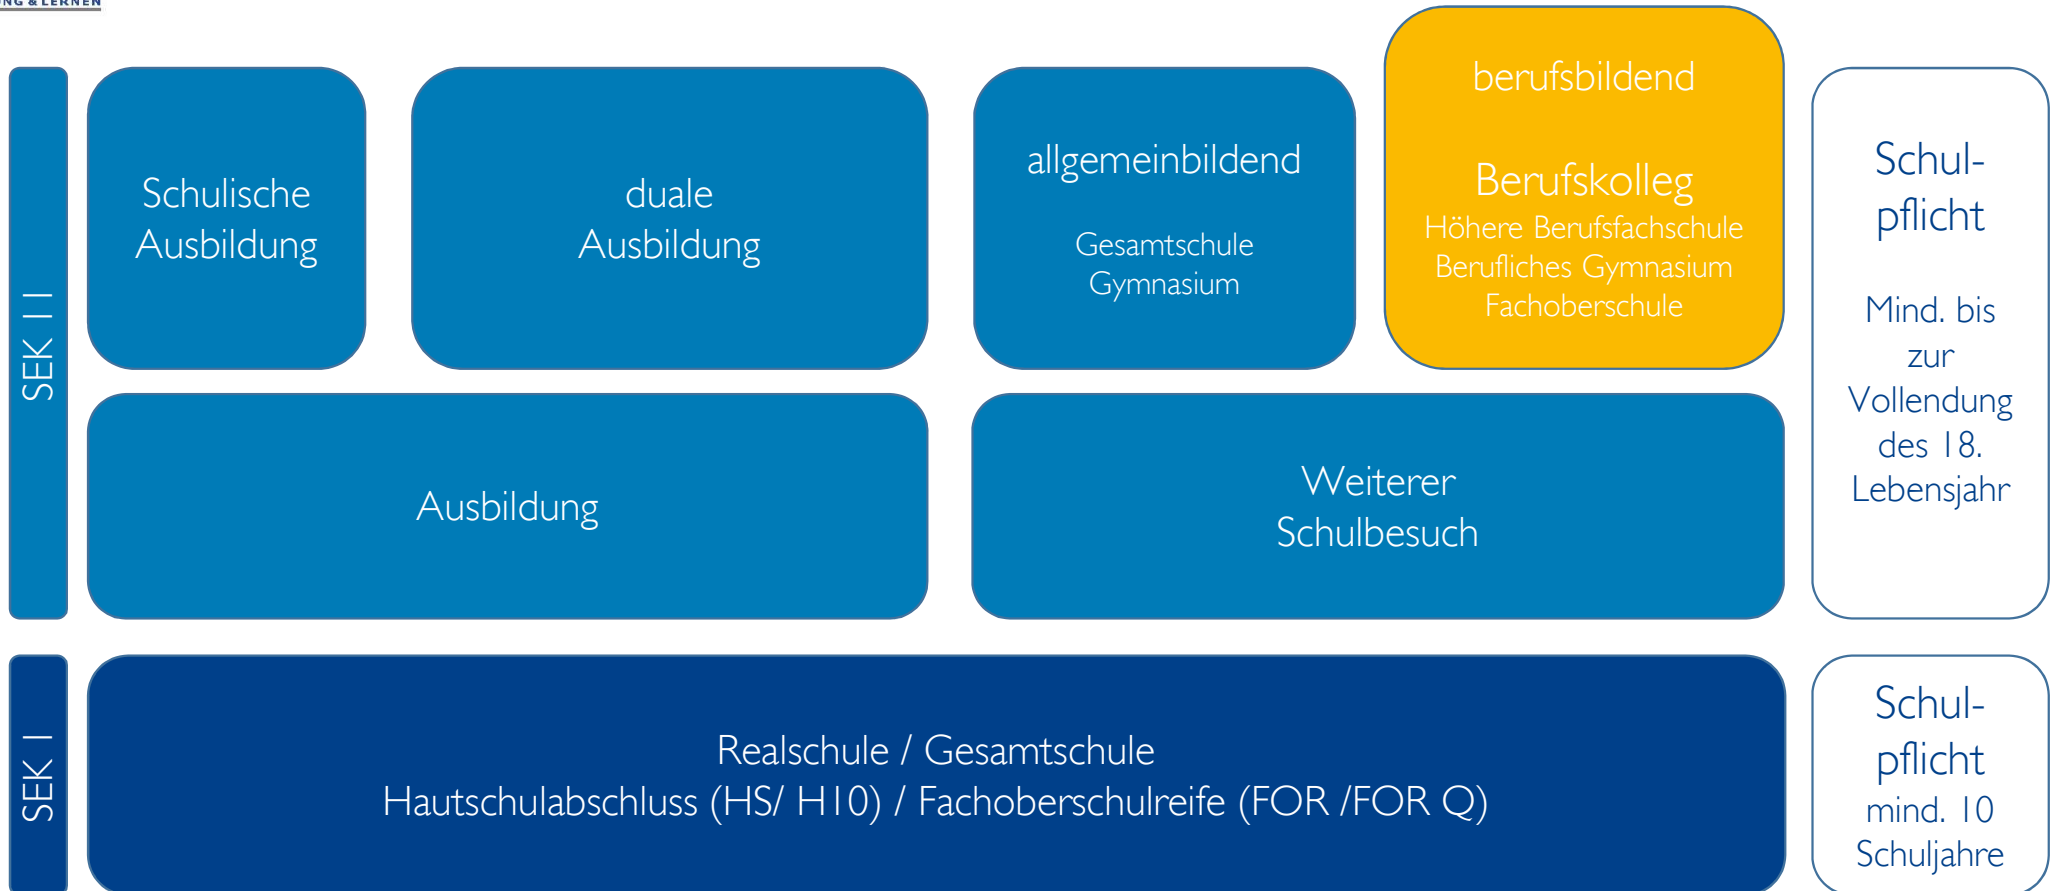 & LERNEN
SEK II
Schulische
Ausbildung
duale
Ausbildung
allgemeinbildend
Gesamtschule
Gymnasium
berufsbildend
Berufskolleg
Höhere Berufsfachschule
Berufliches Gymnasium
Fachoberschule
Schul-
pflicht
Mind. bis
zur
Vollendung
des 18.
Lebensjahr
Ausbildung
Weiterer
Schulbesuch
SEK I
Realschule / Gesamtschule
Hautschulabschluss (HS/ H10) / Fachoberschulreife (FOR /FOR Q)
Schul-
pflicht
mind. 10
Schuljahre